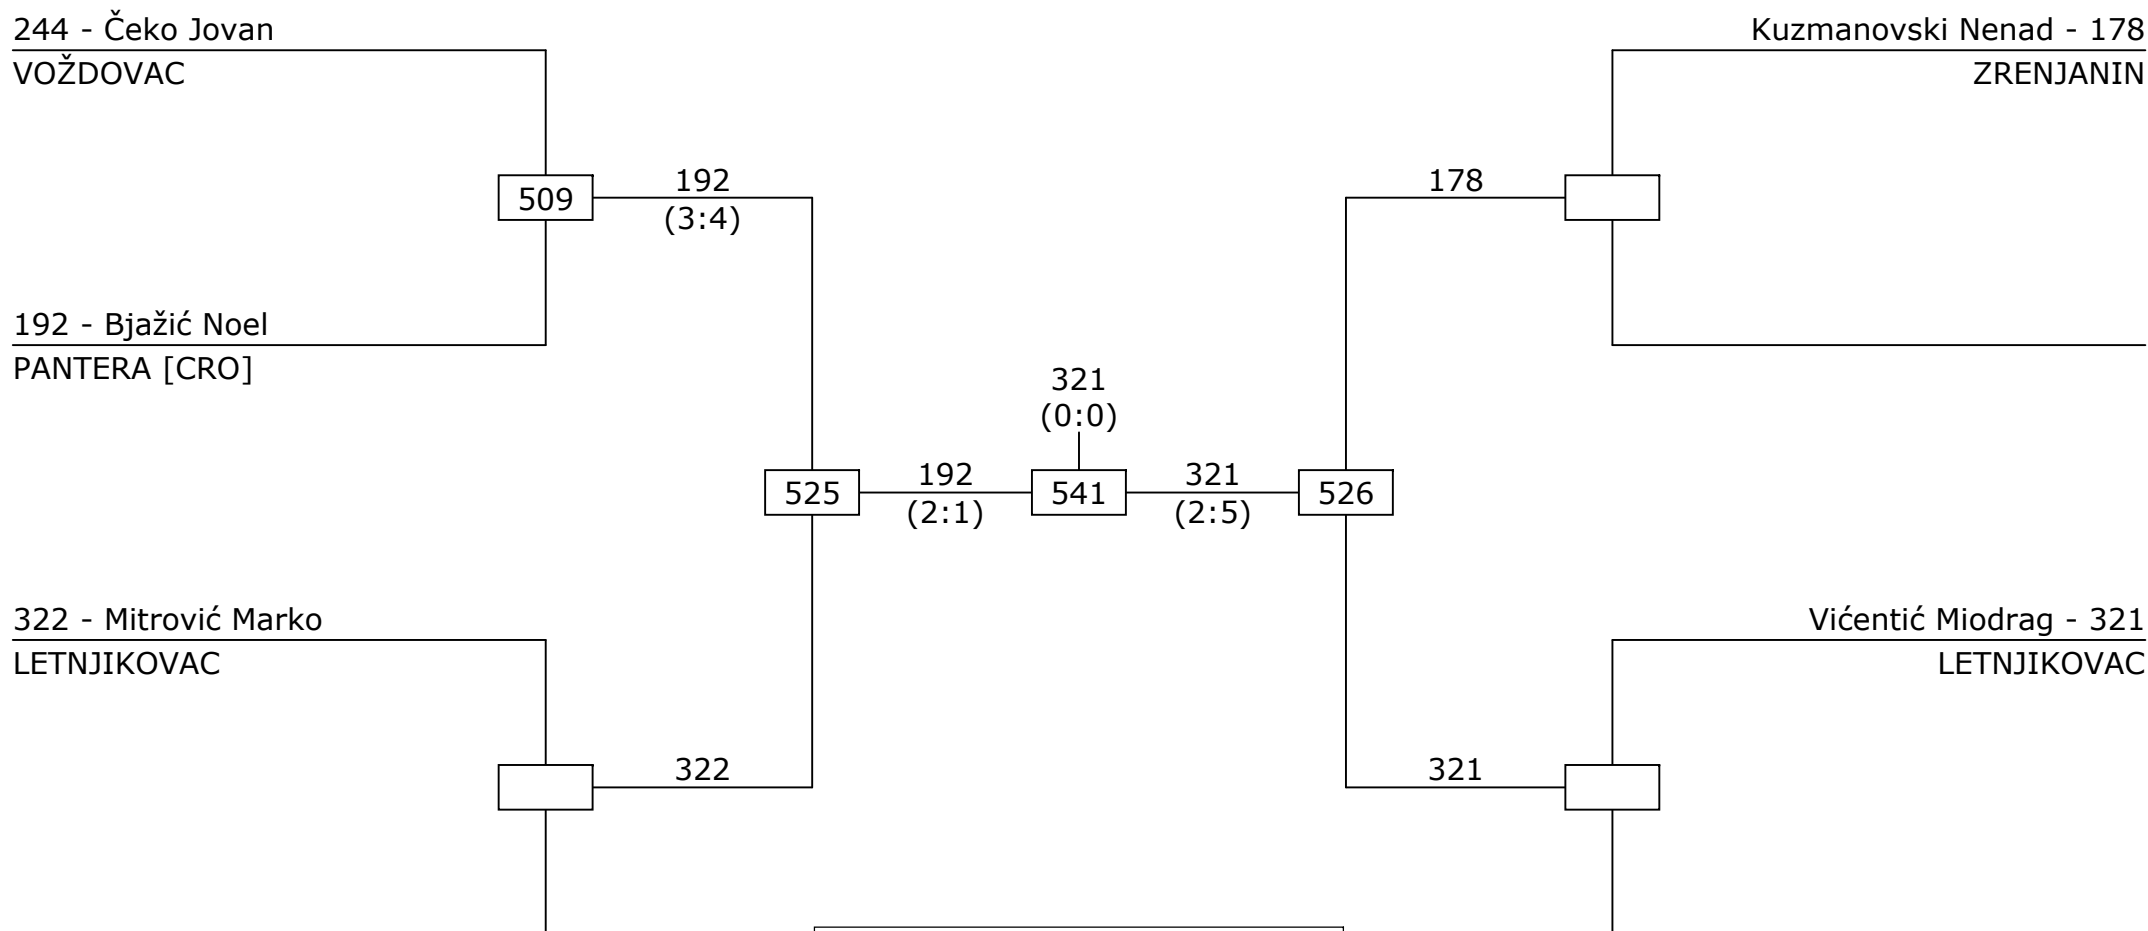 244 - Čeko Jovan
VOŽDOVAC
Kuzmanovski Nenad - 178
ZRENJANIN
509
192
(3:4)
178
192 - Bjažić Noel
PANTERA [CRO]
321
(0:0)
525
192
(2:1)
541
321
(2:5)
526
322 - Mitrović Marko
LETNJIKOVAC
Vićentić Miodrag - 321
LETNJIKOVAC
322
321